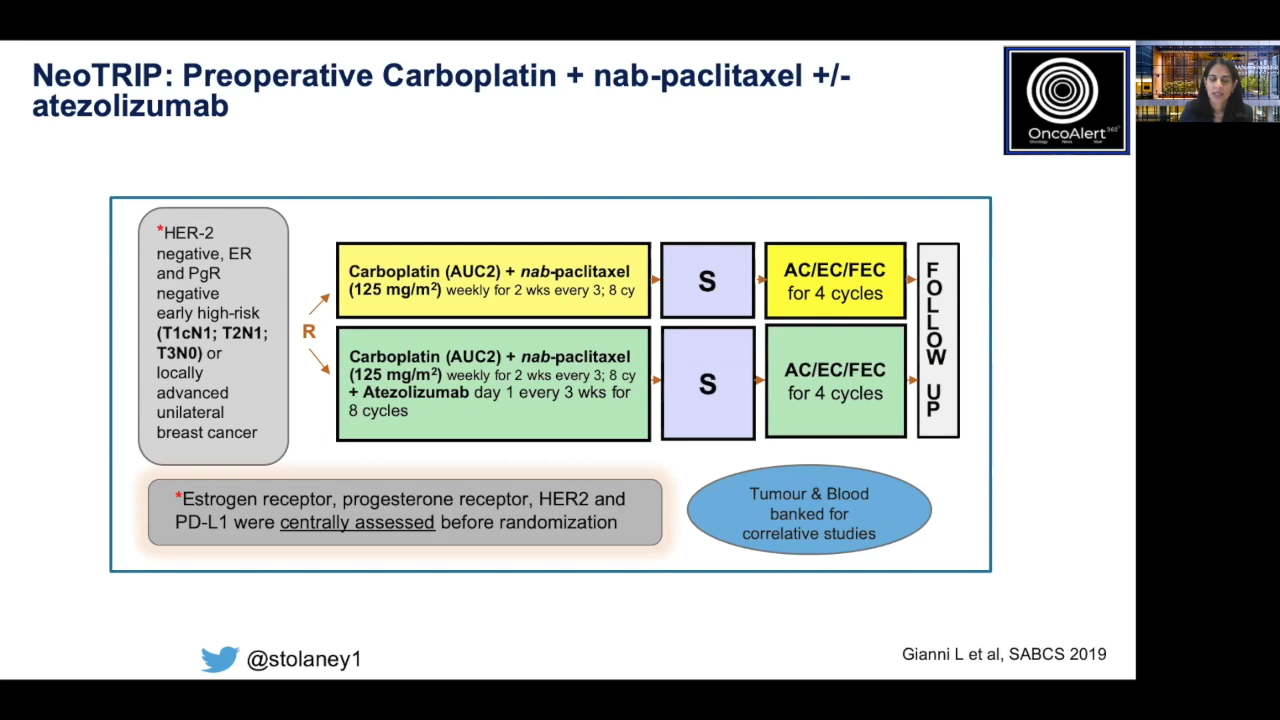 NeoTRIP: Preoperative Carboplatin + nab-paclitaxel +/-
atezolizumab
OncoAlert 360°
Oncology News Now
*HER-2
negative, ER
and PgR
negative
early high-risk
(T1cN1; T2N1;
T3N0) or
locally
advanced
unilateral
breast cancer
R
Carboplatin (AUC2) + nab-paclitaxel
(125 mg/m²) weekly for 2 wks every 3; 8 cy
S
AC/EC/FEC
for 4 cycles
Carboplatin (AUC2) + nab-paclitaxel
(125 mg/m²) weekly for 2 wks every 3; 8 cy
+ Atezolizumab day 1 every 3 wks for
8 cycles
S
AC/EC/FEC
for 4 cycles
FOLLOW UP
*Estrogen receptor, progesterone receptor, HER2 and
PD-L1 were centrally assessed before randomization
Tumour & Blood
banked for
correlative studies
@stolaney1
Gianni L et al, SABCS 2019